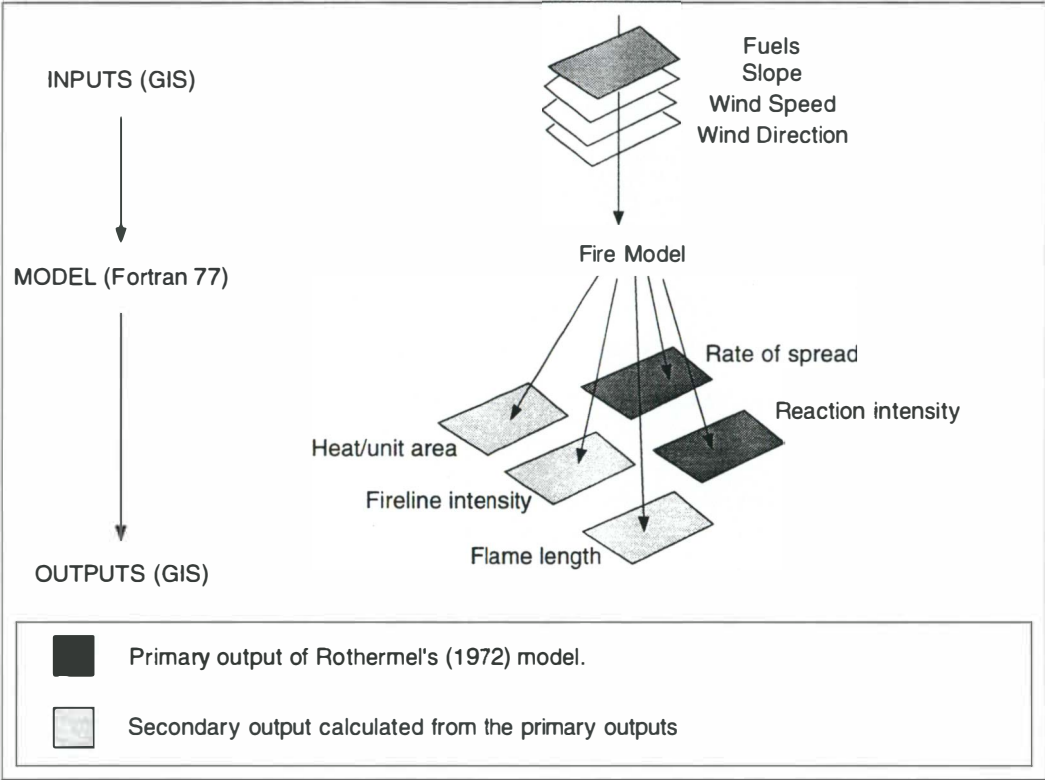 INPUTS (GIS)
Fuels
Slope
Wind Speed
Wind Direction
Fire Model
MODEL (Fortran 77)
Rate of spread
Reaction intensity
Heat/unit area
Fireline intensity
Flame length
OUTPUTS (GIS)
Primary output of Rothermel's (1972) model.
Secondary output calculated from the primary outputs